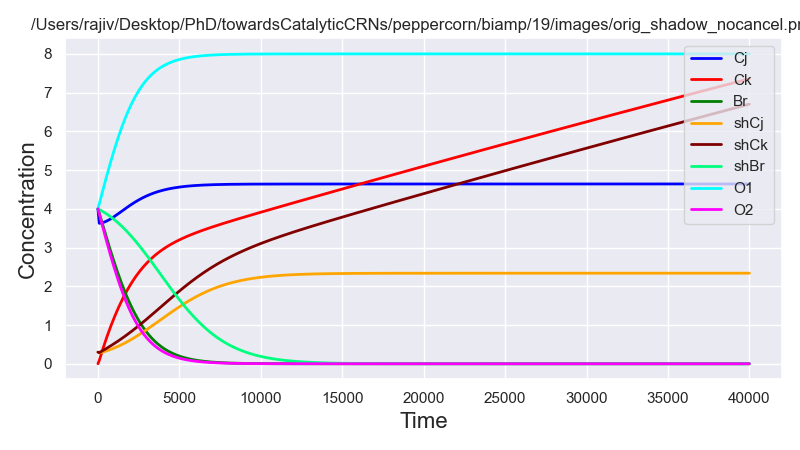 /Users/rajiv/Desktop/PhD/towardsCatalyticCRNs/peppercorn/biamp/19/images/orig_shadow_nocancel.pr
8
7
6
5
4
3
2
1
0
Concentration
Cj
Ck
Br
shCj
shCk
shBr
O1
O2
0
5000
10000
15000
20000
25000
30000
35000
40000
Time